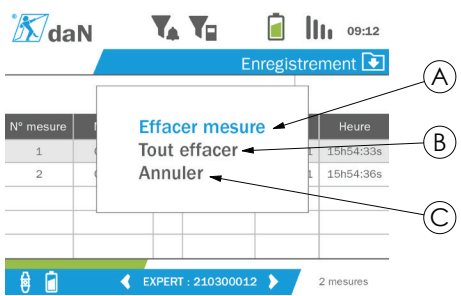 daN 09:12
Enregistrement
A
N° mesure Heure
Effacer mesure
1 15h54:33s
Tout effacer
B
2 15h54:36s
Annuler
C
EXPERT : 210300012 2 mesures